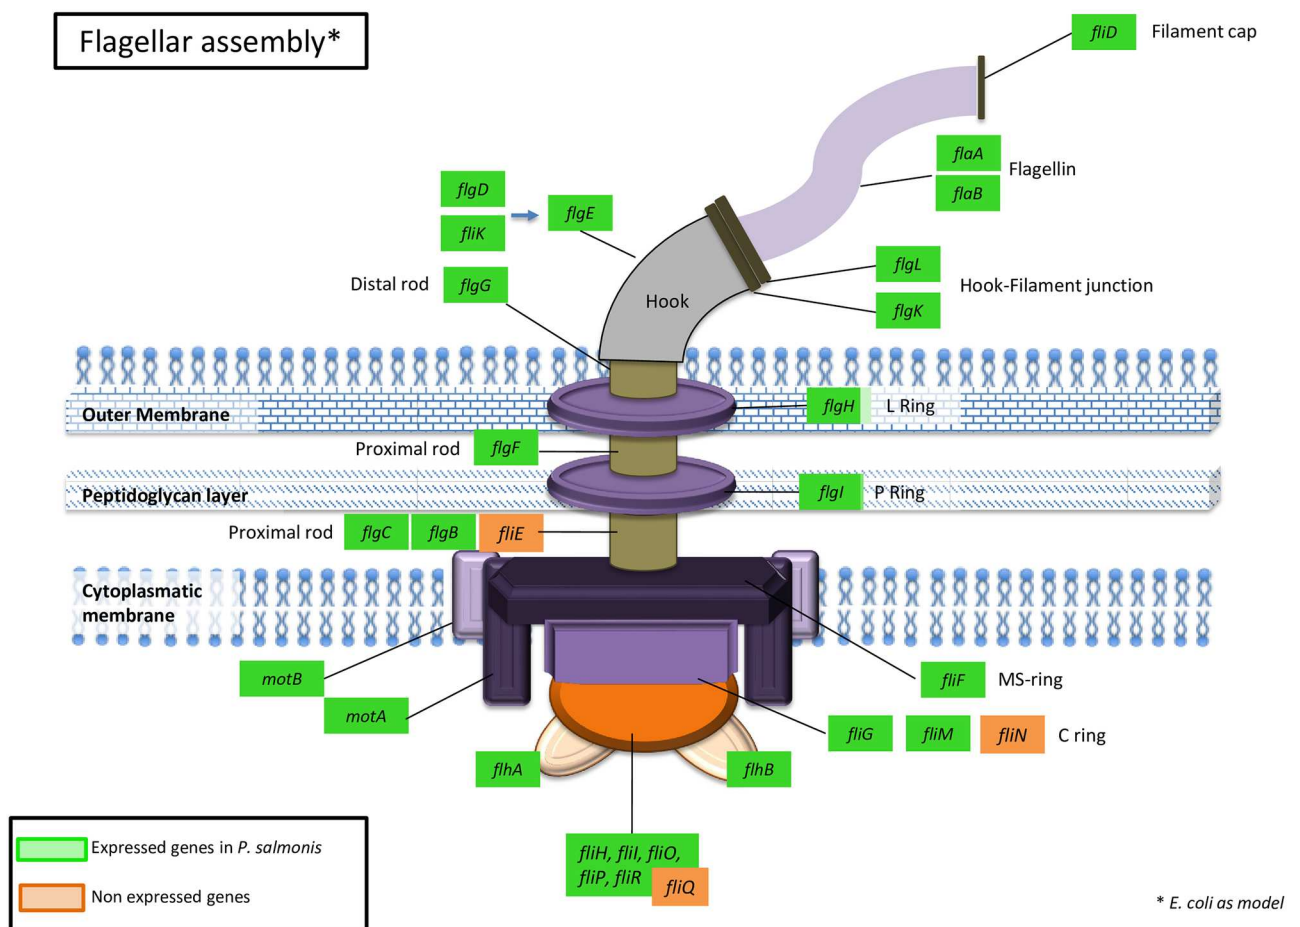 Flagellar assembly*
fliD
Filament cap
flaA
Flagellin
flaB
flgD
fliK
flgE
flgL
Hook-Filament junction
flgK
Distal rod
flgG
Hook
Outer Membrane
flgH
L Ring
Proximal rod
flgF
Peptidoglycan layer
flgI
P Ring
Proximal rod
flgC
flgB
fliE
Cytoplasmatic
membrane
motB
motA
fliF
MS-ring
fliG
fliM
fliN
C ring
flhA
flhB
fliH, fliI, fliO,
fliP, fliR
fliQ
Expressed genes in P. salmonis
Non expressed genes
* E. coli as model